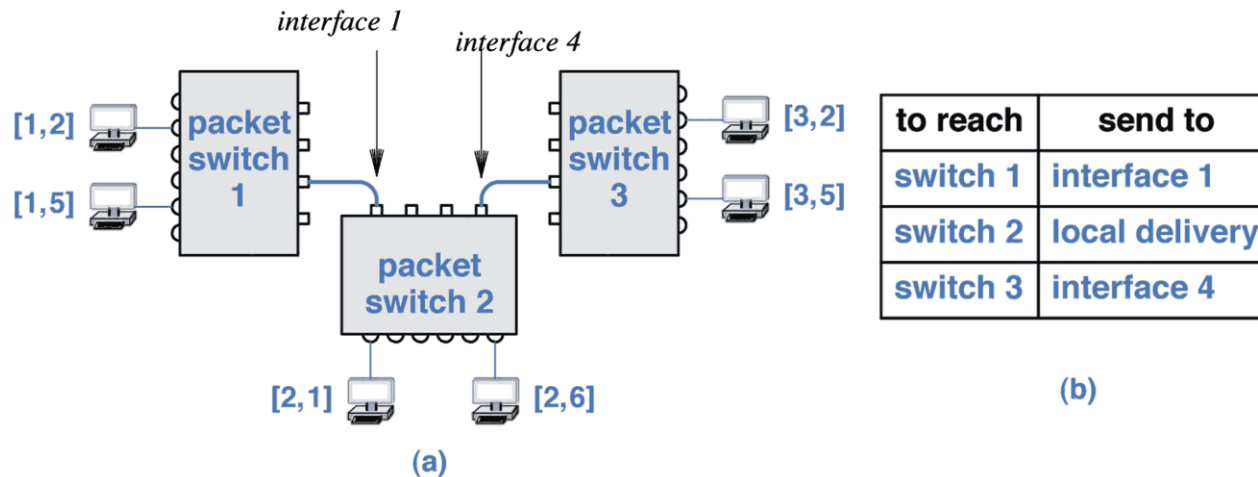 interface 1
interface 4
[1,2]
[1,5]
packet
switch
1
packet
switch
3
[3,2]
[3,5]
packet
switch 2
[2,1]
[2,6]
(a)
to reach send to
switch 1 interface 1
switch 2 local delivery
switch 3 interface 4
(b)